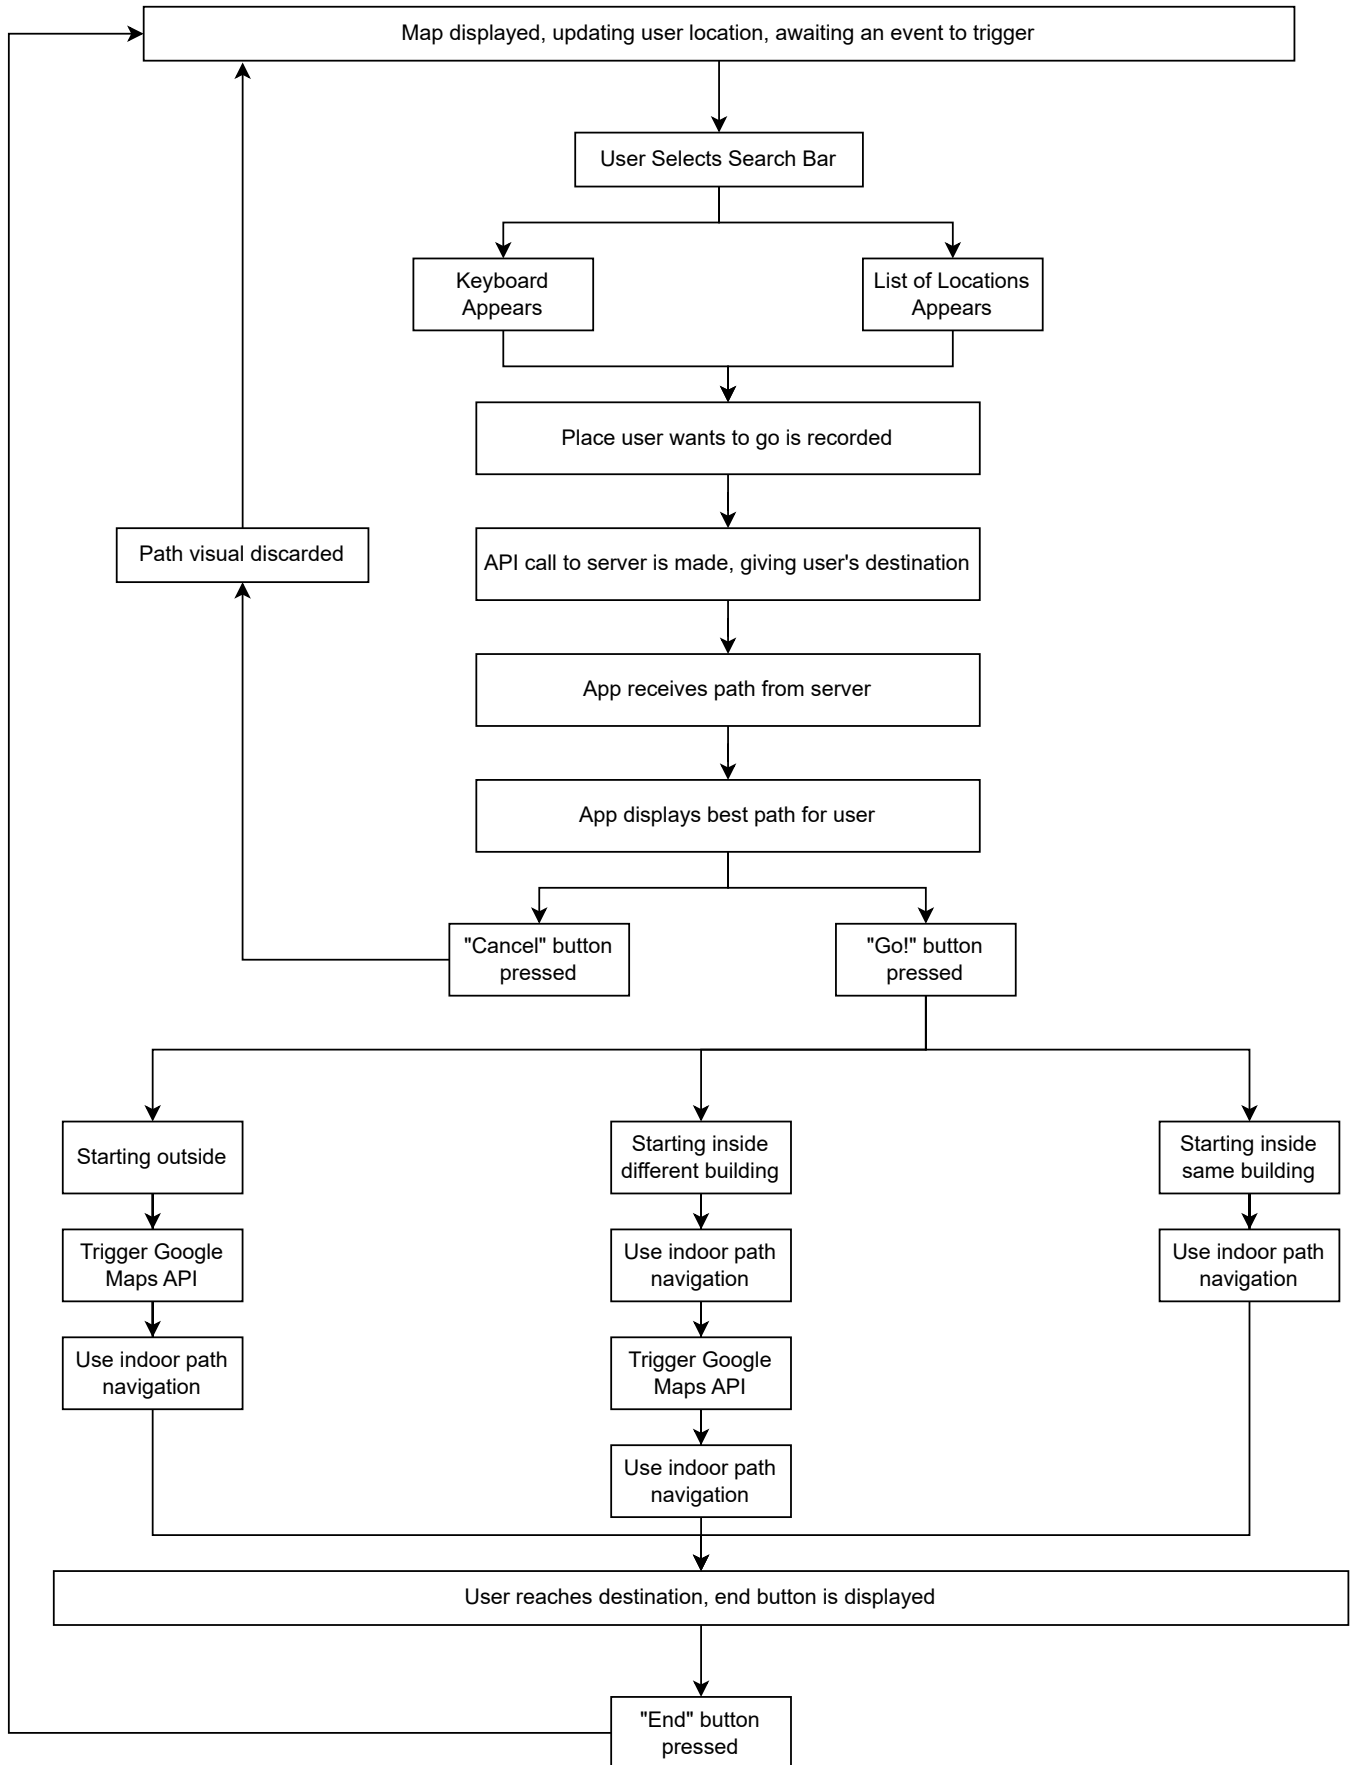 Map displayed, updating user location, awaiting an event to trigger
User Selects Search Bar
Keyboard
Appears
List of Locations
Appears
Place user wants to go is recorded
Path visual discarded
API call to server is made, giving user's destination
App receives path from server
App displays best path for user
"Cancel" button
pressed
"Go!" button
pressed
Starting outside
Trigger Google
Maps API
Use indoor path
navigation
Starting inside
different building
Use indoor path
navigation
Trigger Google
Maps API
Use indoor path
navigation
Starting inside
same building
Use indoor path
navigation
User reaches destination, end button is displayed
"End" button
pressed